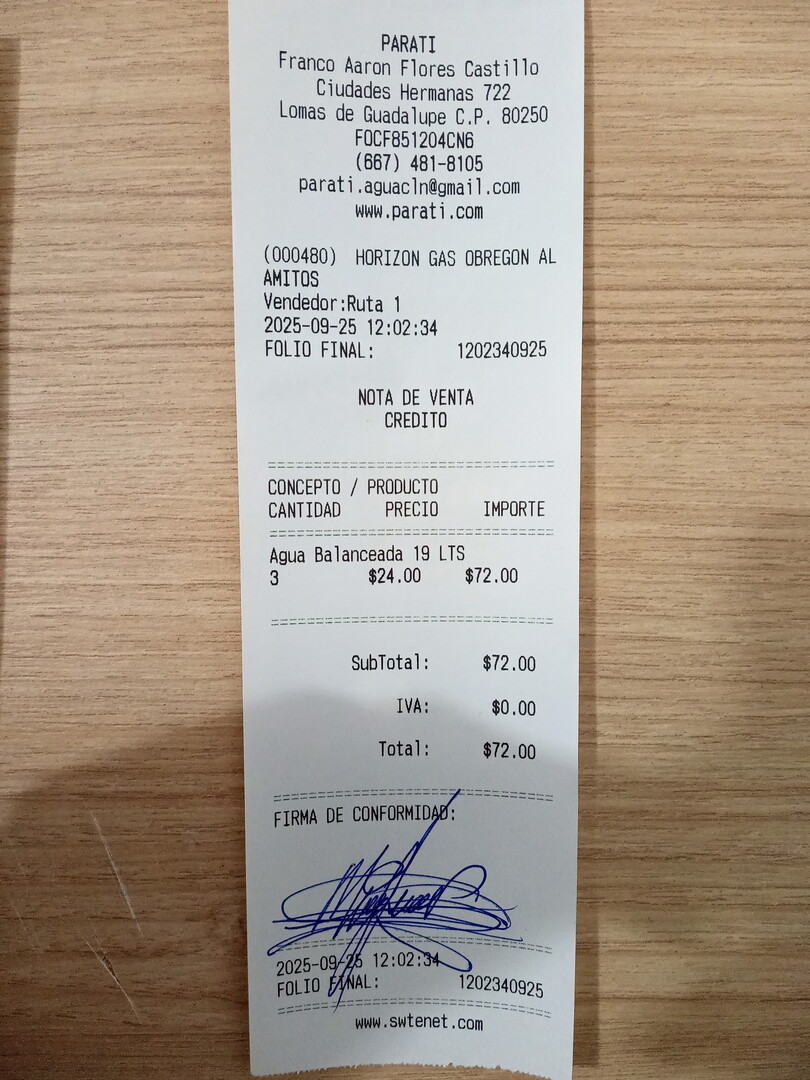 PARATI
Franco Aaron Flores Castillo
Ciudades Hermanas 722
Lomas de Guadalupe C.P. 80250
FOCF851204CN6
(667) 481-8105
parati.aguacln@gmail.com
www.parati.com
(000480) HORIZON GAS OBREGON AL
AMITOS
Vendedor:Ruta 1
2025-09-25 12:02:34
FOLIO FINAL: 1202340925
NOTA DE VENTA
CREDITO
CONCEPTO / PRODUCTO
CANTIDAD PRECIO IMPORTE
Agua Balanceada 19 LTS
3 $24.00 $72.00
SubTotal: $72.00
IVA: $0.00
Total: $72.00
FIRMA DE CONFORMIDAD:
2025-09-25 12:02:34
FOLIO FINAL: 1202340925
www.swtenet.com